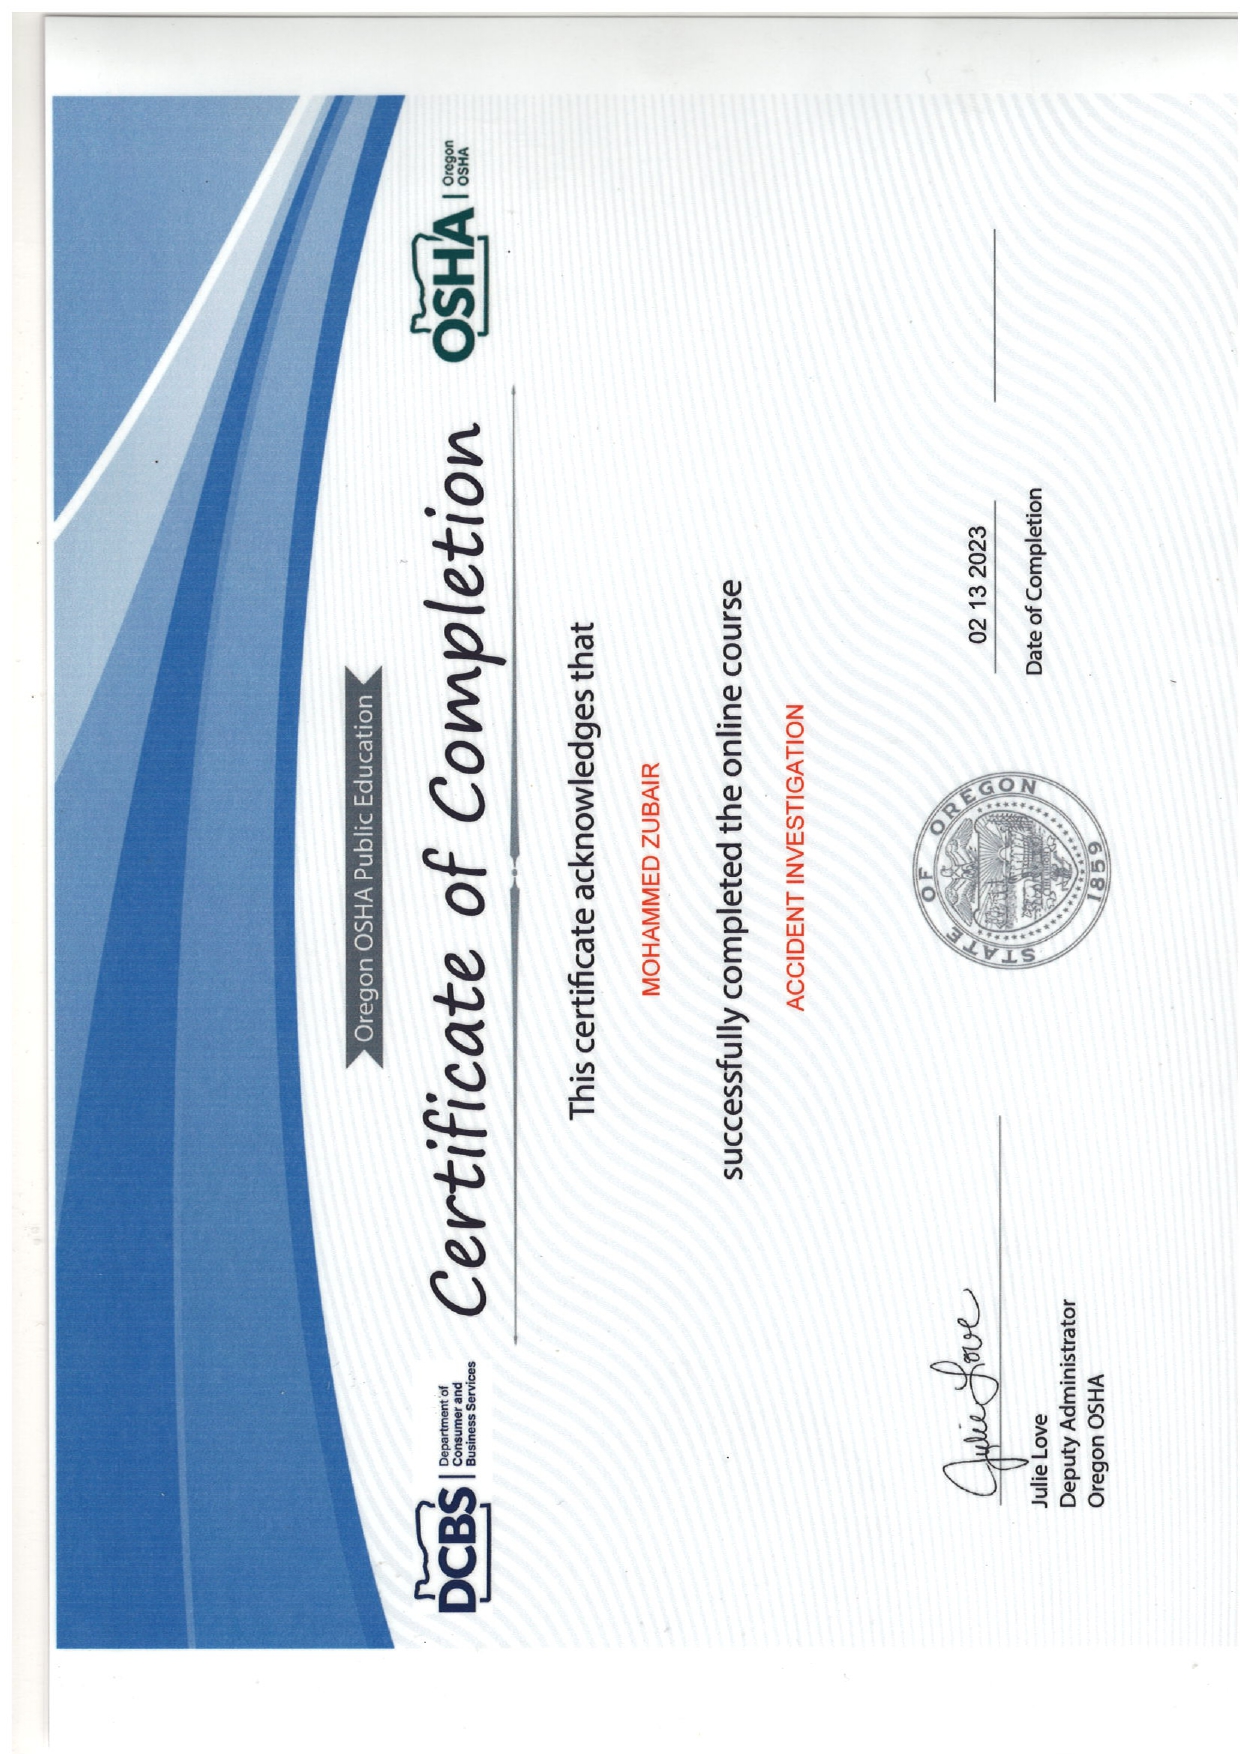 Oregon OSHA Public Education
DCBS
Department of
Consumer and
Business Services
Certificate of Completion
OSHA
Oregon
OSHA
This certificate acknowledges that
MOHAMMED ZUBAIR
successfully completed the online course
ACCIDENT INVESTIGATION
Julie Love
Julie Love
Deputy Administrator
Oregon OSHA
STATE OF OREGON
1859
02 13 2023
Date of Completion